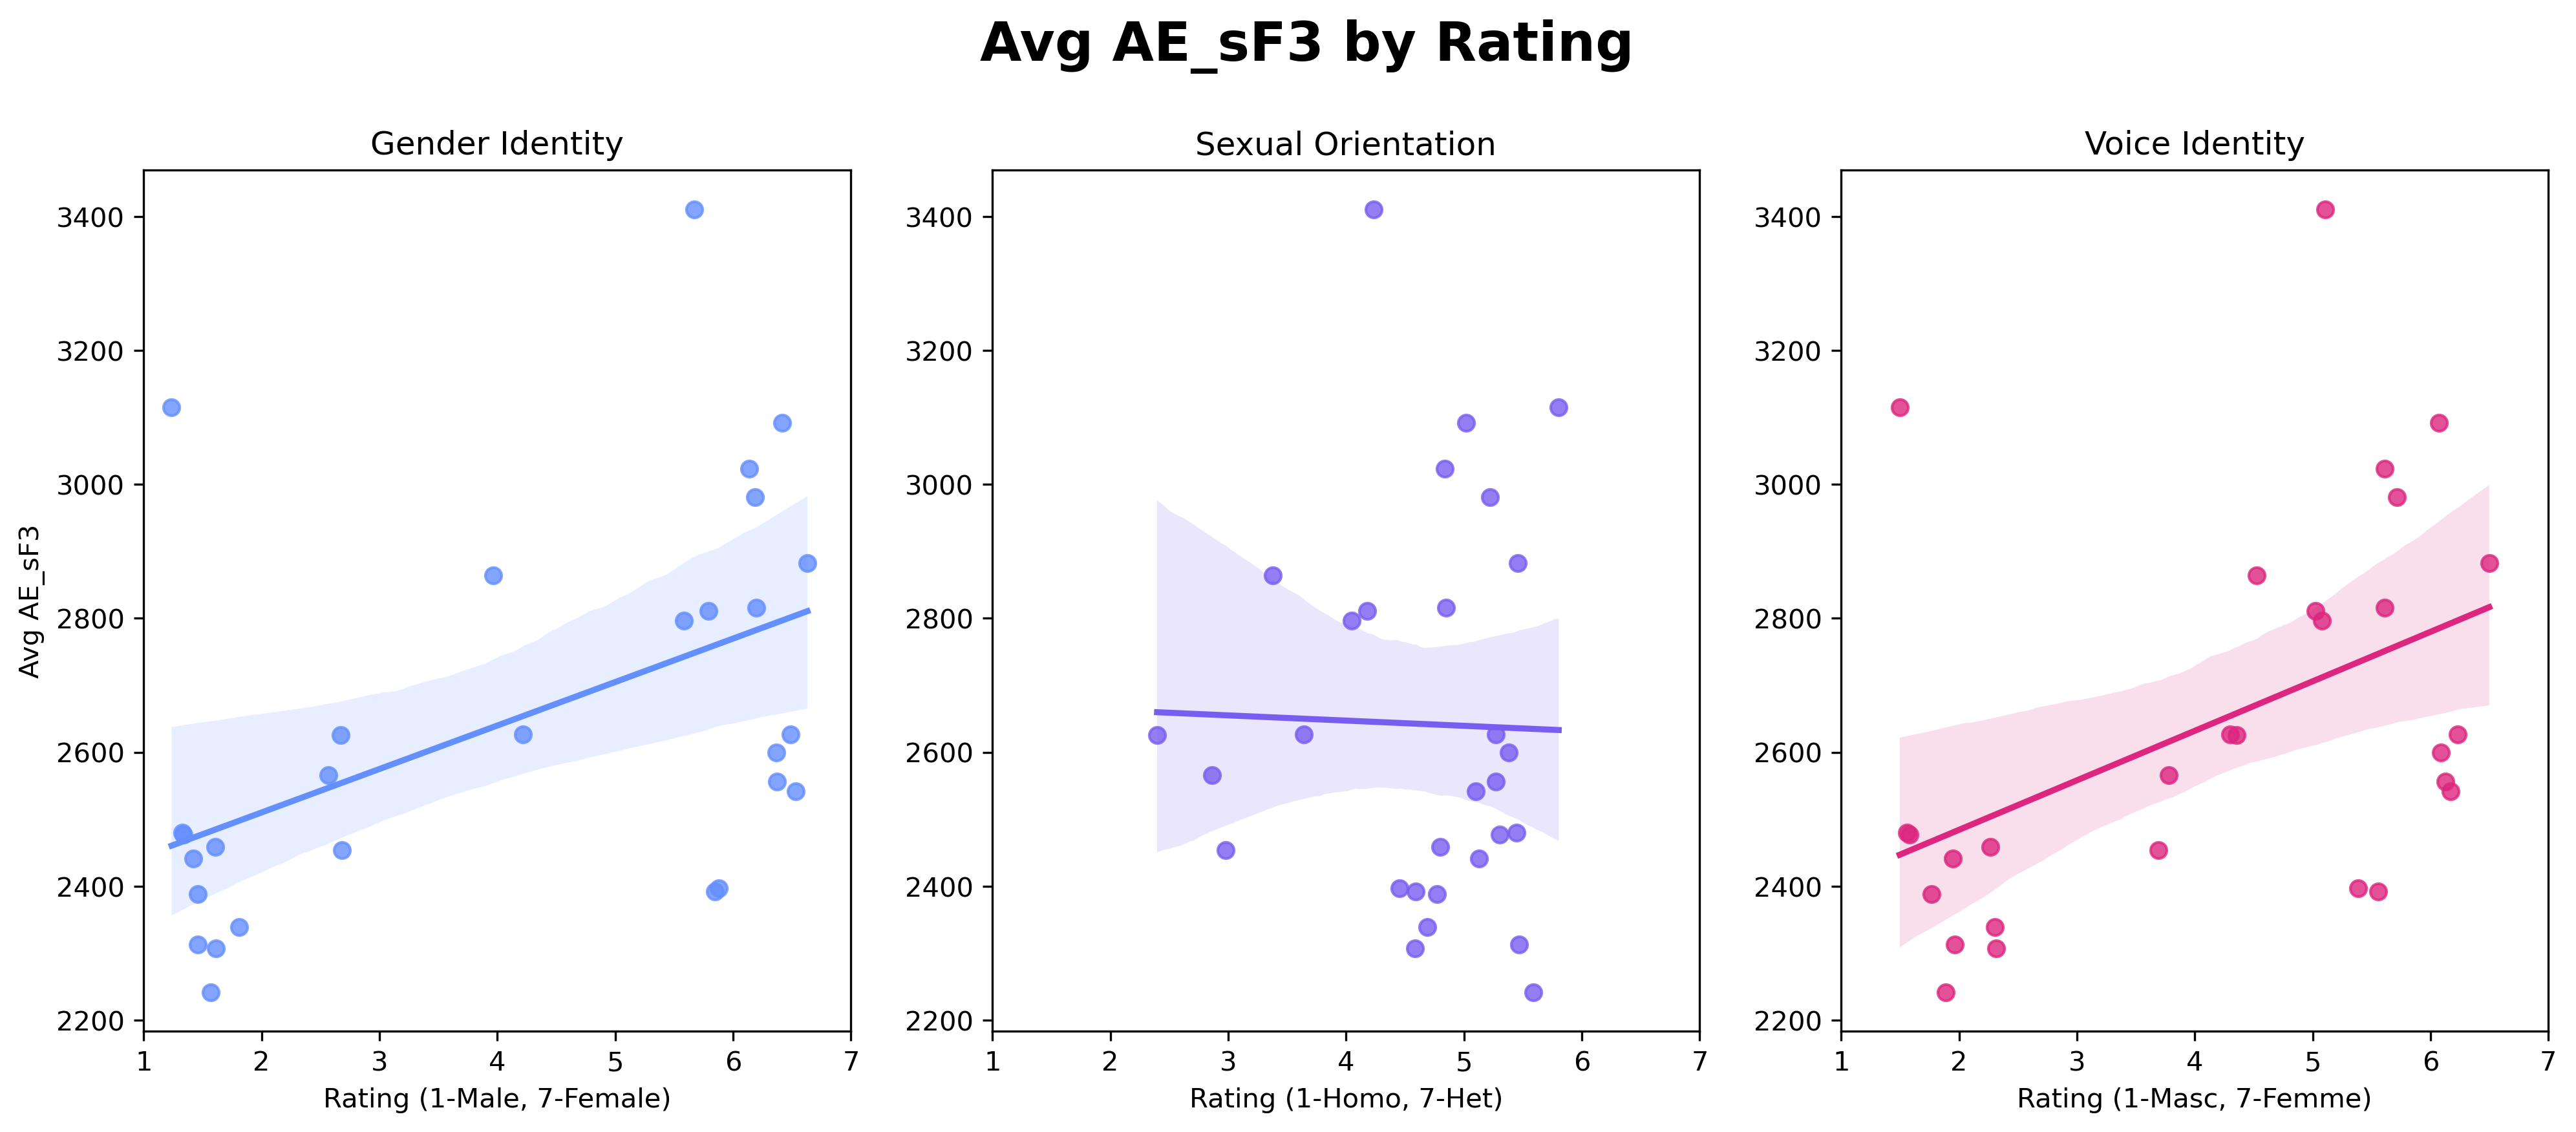 Avg AE_sF3 by Rating
Gender Identity
Sexual Orientation
Voice Identity
Avg AE_sF3
3400
3200
3000
2800
2600
2400
2200
1 2 3 4 5 6 7
Rating (1-Male, 7-Female)
3400
3200
3000
2800
2600
2400
2200
1 2 3 4 5 6 7
Rating (1-Homo, 7-Het)
3400
3200
3000
2800
2600
2400
2200
1 2 3 4 5 6 7
Rating (1-Masc, 7-Femme)